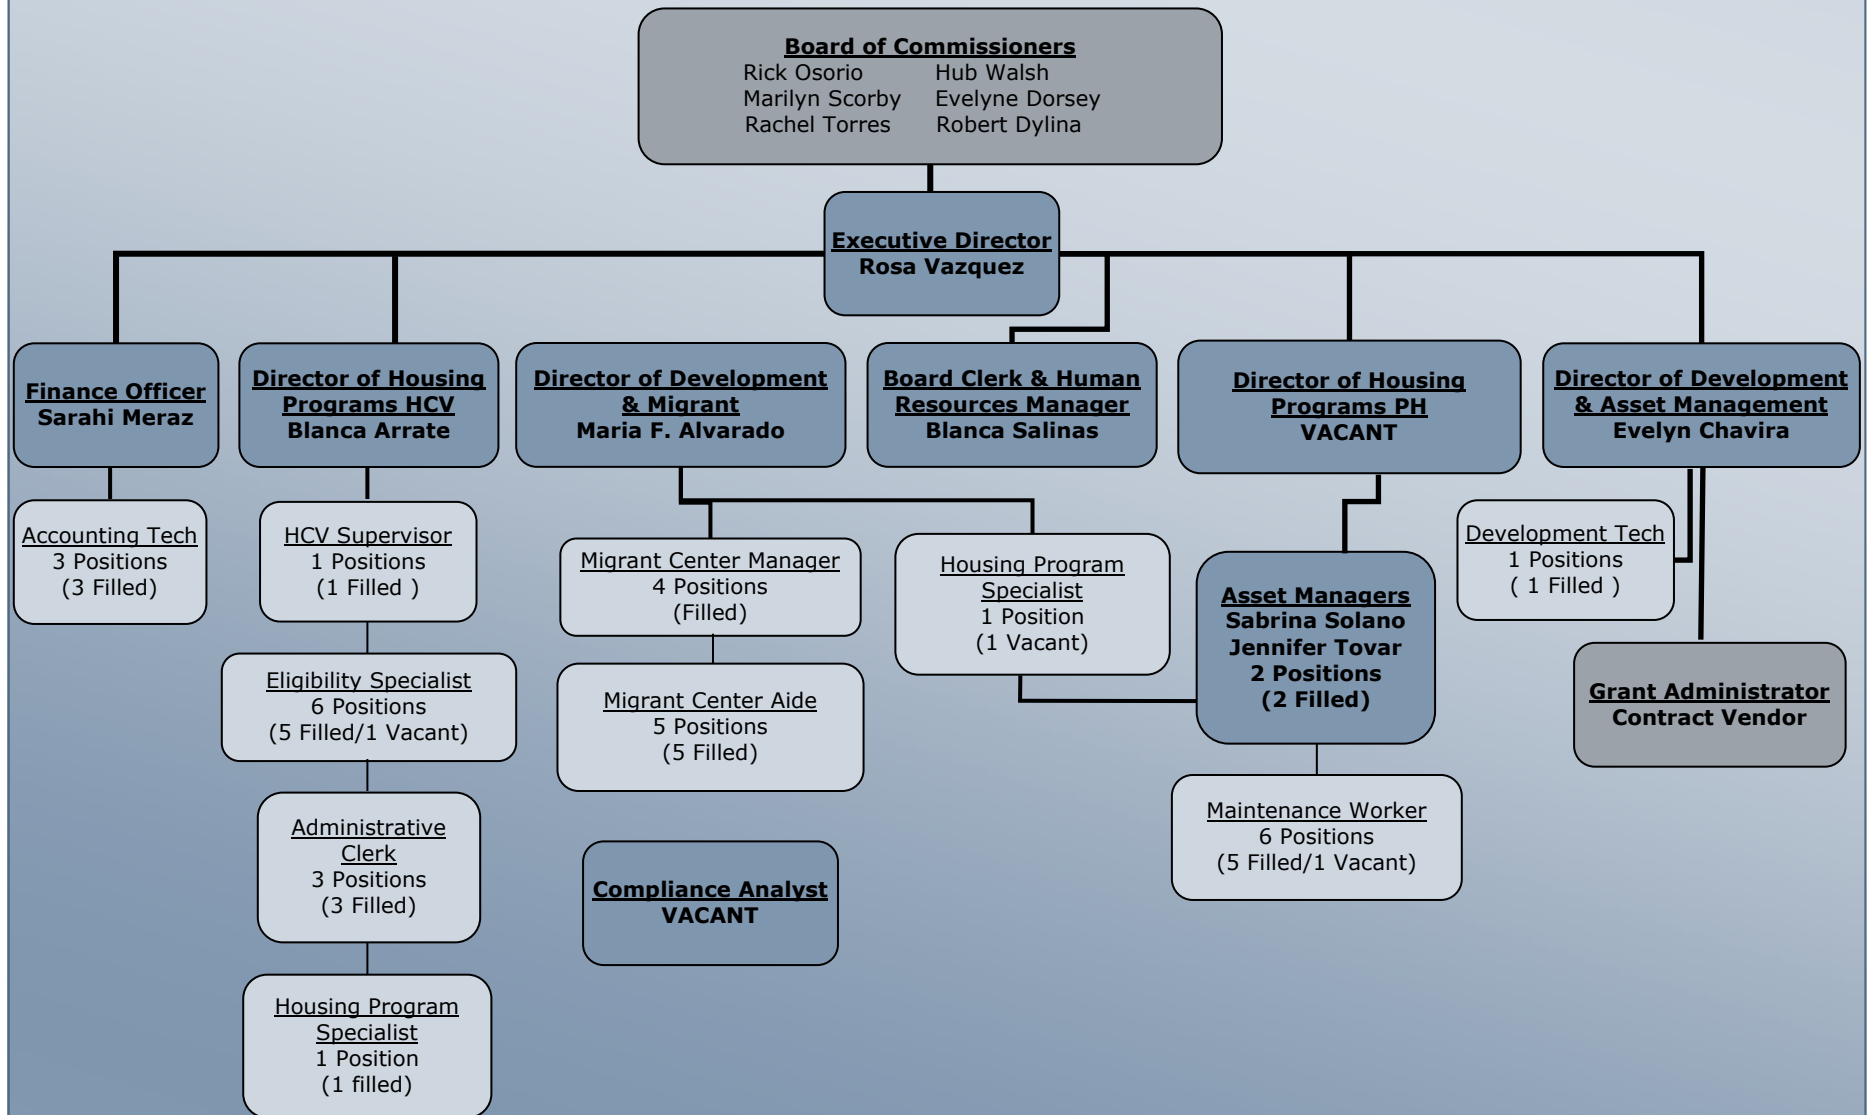 Board of Commissioners
Rick Osorio Hub Walsh
Marilyn Scorby Evelyne Dorsey
Rachel Torres Robert Dylina
Executive Director
Rosa Vazquez
Finance Officer
Sarahi Meraz
Director of Housing
Programs HCV
Blanca Arrate
Director of Development
& Migrant
Maria F. Alvarado
Board Clerk & Human
Resources Manager
Blanca Salinas
Director of Housing
Programs PH
VACANT
Director of Development
& Asset Management
Evelyn Chavira
Accounting Tech
3 Positions
(3 Filled)
HCV Supervisor
1 Positions
(1 Filled )
Eligibility Specialist
6 Positions
(5 Filled/1 Vacant)
Administrative
Clerk
3 Positions
(3 Filled)
Housing Program
Specialist
1 Position
(1 filled)
Migrant Center Manager
4 Positions
(Filled)
Migrant Center Aide
5 Positions
(5 Filled)
Compliance Analyst
VACANT
Housing Program
Specialist
1 Position
(1 Vacant)
Asset Managers
Sabrina Solano
Jennifer Tovar
2 Positions
(2 Filled)
Maintenance Worker
6 Positions
(5 Filled/1 Vacant)
Development Tech
1 Positions
( 1 Filled )
Grant Administrator
Contract Vendor